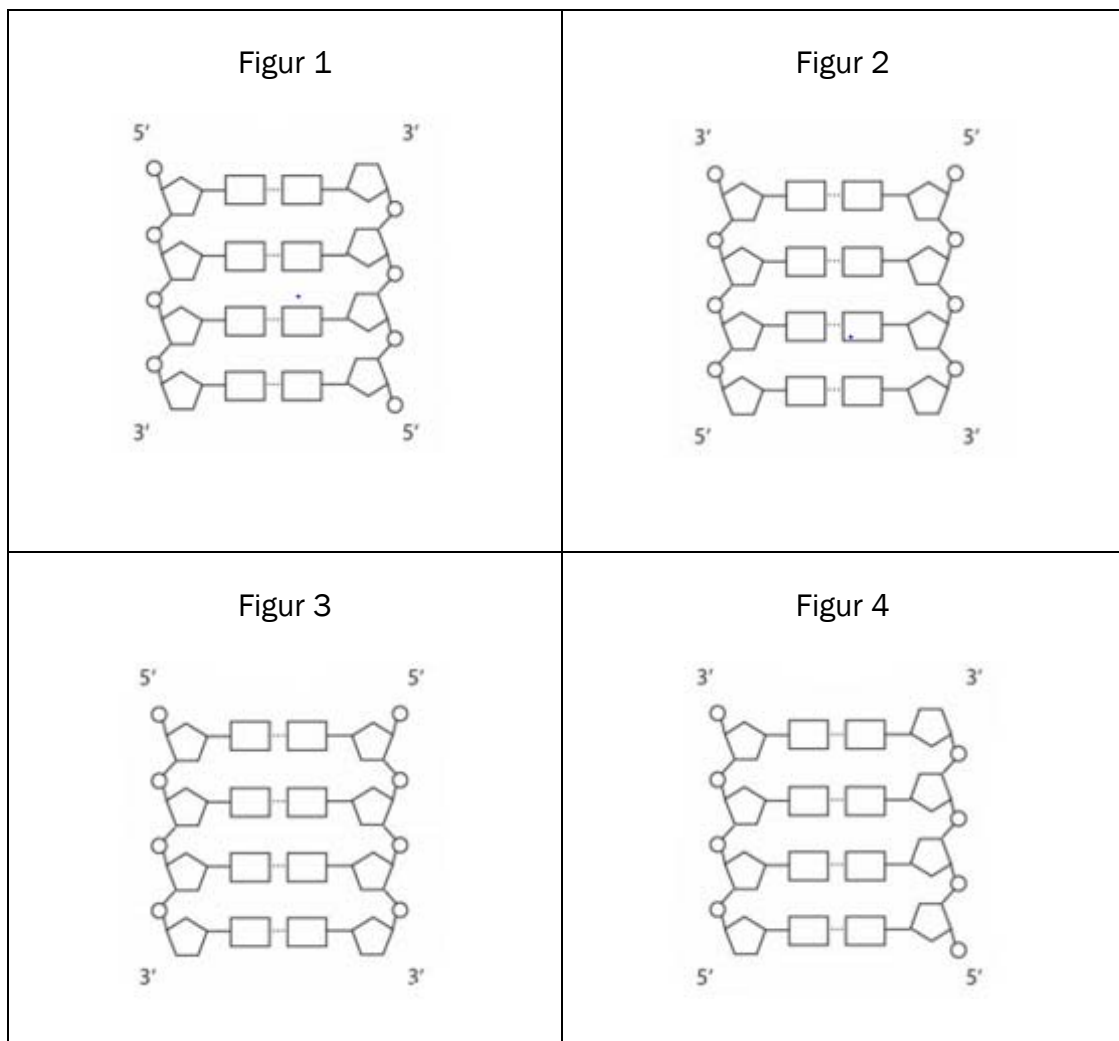 Figur 1
5′ 3′
3′ 5′
Figur 2
3′ 5′
5′ 3′
Figur 3
5′ 5′
3′ 3′
Figur 4
3′ 3′
5′ 5′